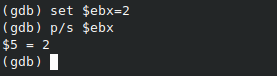 (gdb) set $ebx=2
(gdb) p/s $ebx
$5 = 2
(gdb)